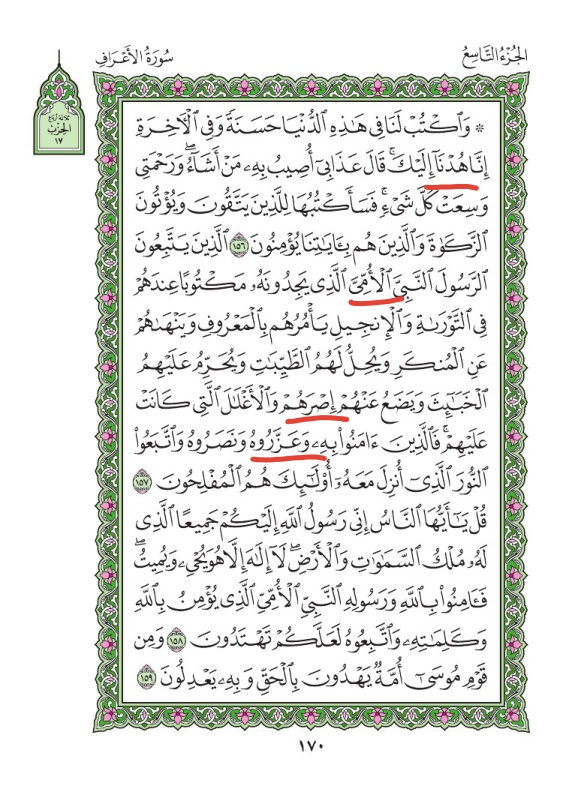 الجُزْءُ التَّاسِعُ
سُورَةُ الأَعْرَافِ
ثلاثة أرباع
الحِزْبِ
١٧
۞ وَٱكۡتُبۡ لَنَا فِي هَٰذِهِ ٱلدُّنۡيَا حَسَنَةٗ وَفِي ٱلۡأٓخِرَةِ
إِنَّا هُدۡنَآ إِلَيۡكَۚ قَالَ عَذَابِيٓ أُصِيبُ بِهِۦ مَنۡ أَشَآءُۖ وَرَحۡمَتِي
وَسِعَتۡ كُلَّ شَيۡءٖۚ فَسَأَكۡتُبُهَا لِلَّذِينَ يَتَّقُونَ وَيُؤۡتُونَ
ٱلزَّكَوٰةَ وَٱلَّذِينَ هُم بِـَٔايَٰتِنَا يُؤۡمِنُونَ ١٥٦ ٱلَّذِينَ يَتَّبِعُونَ
ٱلرَّسُولَ ٱلنَّبِيَّ ٱلۡأُمِّيَّ ٱلَّذِي يَجِدُونَهُۥ مَكۡتُوبًا عِندَهُمۡ
فِي ٱلتَّوۡرَىٰةِ وَٱلۡإِنجِيلِ يَأۡمُرُهُم بِٱلۡمَعۡرُوفِ وَيَنۡهَىٰهُمۡ
عَنِ ٱلۡمُنكَرِ وَيُحِلُّ لَهُمُ ٱلطَّيِّبَٰتِ وَيُحَرِّمُ عَلَيۡهِمُ
ٱلۡخَبَٰٓئِثَ وَيَضَعُ عَنۡهُمۡ إِصۡرَهُمۡ وَٱلۡأَغۡلَٰلَ ٱلَّتِي كَانَتۡ
عَلَيۡهِمۡۚ فَٱلَّذِينَ ءَامَنُواْ بِهِۦ وَعَزَّرُوهُ وَنَصَرُوهُ وَٱتَّبَعُواْ
ٱلنُّورَ ٱلَّذِيٓ أُنزِلَ مَعَهُۥٓ أُوْلَٰٓئِكَ هُمُ ٱلۡمُفۡلِحُونَ ١٥٧
قُلۡ يَٰٓأَيُّهَا ٱلنَّاسُ إِنِّي رَسُولُ ٱللَّهِ إِلَيۡكُمۡ جَمِيعًا ٱلَّذِي
لَهُۥ مُلۡكُ ٱلسَّمَٰوَٰتِ وَٱلۡأَرۡضِۖ لَآ إِلَٰهَ إِلَّا هُوَ يُحۡيِۦ وَيُمِيتُۖ
فَـَٔامِنُواْ بِٱللَّهِ وَرَسُولِهِ ٱلنَّبِيِّ ٱلۡأُمِّيِّ ٱلَّذِي يُؤۡمِنُ بِٱللَّهِ
وَكَلِمَٰتِهِۦ وَٱتَّبِعُوهُ لَعَلَّكُمۡ تَهۡتَدُونَ ١٥٨ وَمِن
قَوۡمِ مُوسَىٰٓ أُمَّةٞ يَهۡدُونَ بِٱلۡحَقِّ وَبِهِۦ يَعۡدِلُونَ ١٥٩
١٧٠